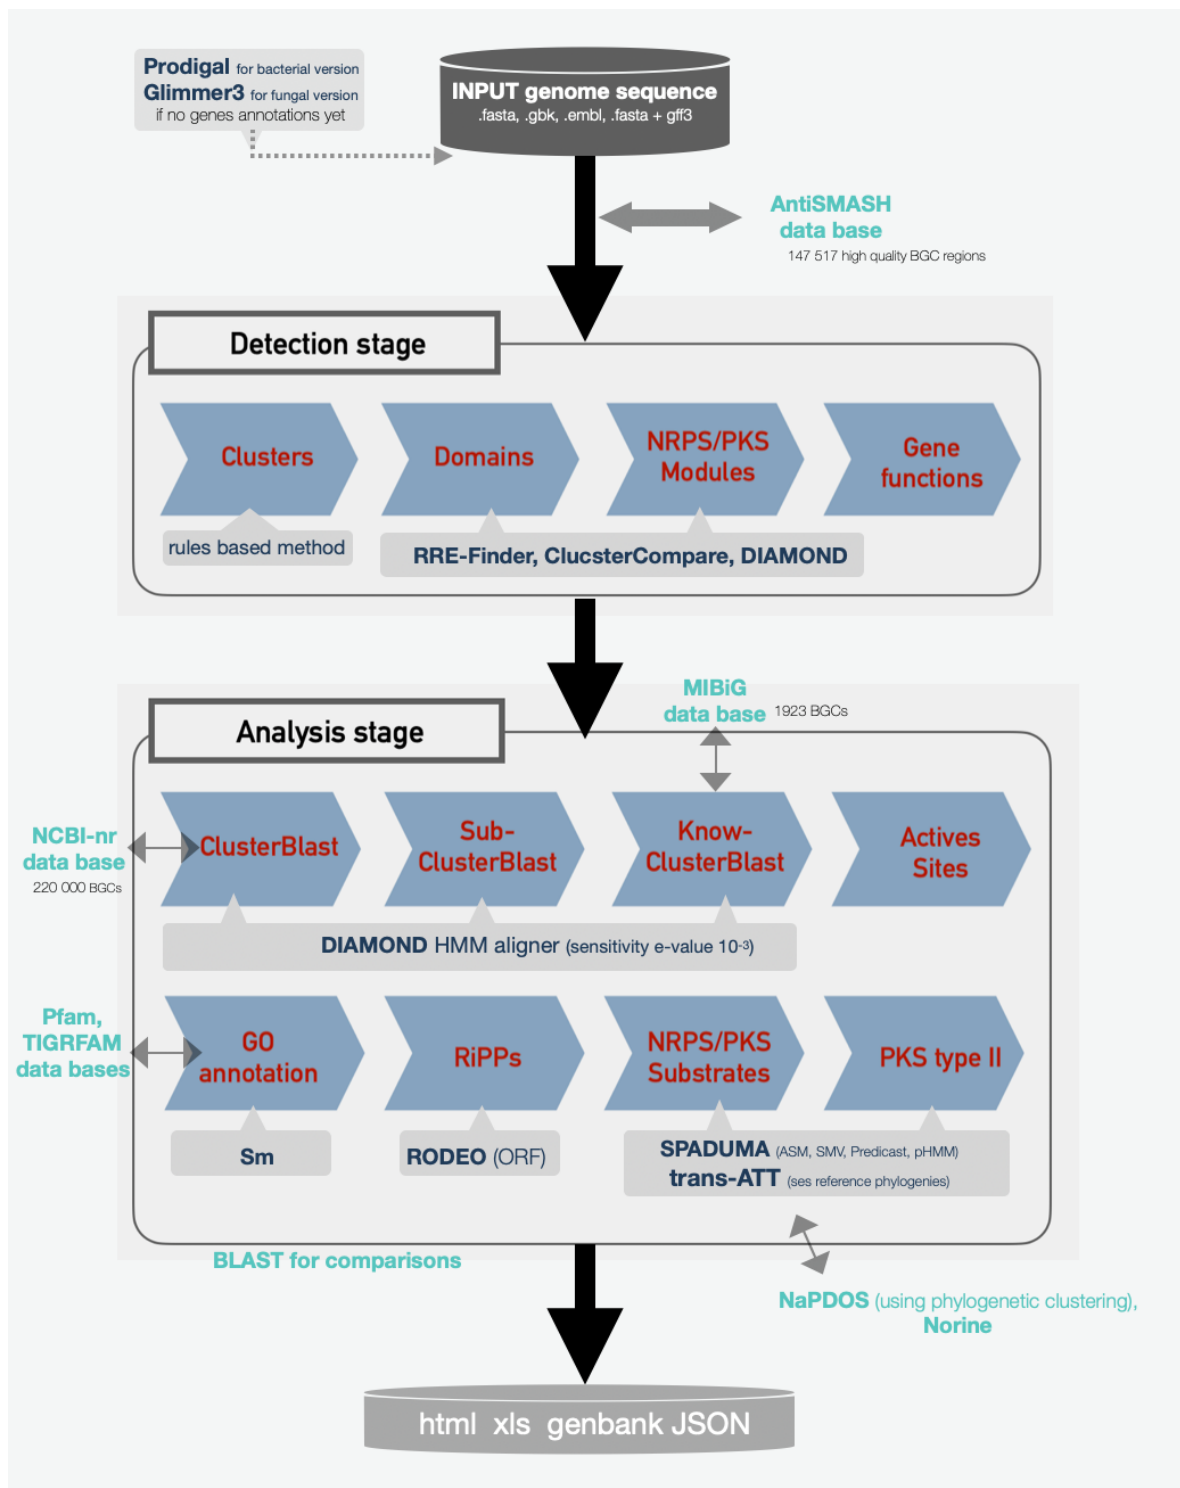 Prodigal for bacterial version
Glimmer3 for fungal version
if no genes annotations yet
INPUT genome sequence
.fasta, .gbk, .embl, .fasta + gff3
AntiSMASH
data base
147 517 high quality BGC regions
Detection stage
Clusters
Domains
NRPS/PKS
Modules
Gene
functions
rules based method
RRE-Finder, ClucsterCompare, DIAMOND
MIBiG
data base 1923 BGCs
Analysis stage
NCBI-nr
data base
220 000 BGCs
ClusterBlast
Sub-
ClusterBlast
Know-
ClusterBlast
Actives
Sites
DIAMOND HMM aligner (sensitivity e-value 10⁻³)
Pfam,
TIGRFAM
data bases
GO
annotation
RiPPs
NRPS/PKS
Substrates
PKS type II
Sm
RODEO (ORF)
SPADUMA (ASM, SMV, Predicast, pHMM)
trans-ATT (ses reference phylogenies)
BLAST for comparisons
NaPDOS (using phylogenetic clustering),
Norine
html xls genbank JSON